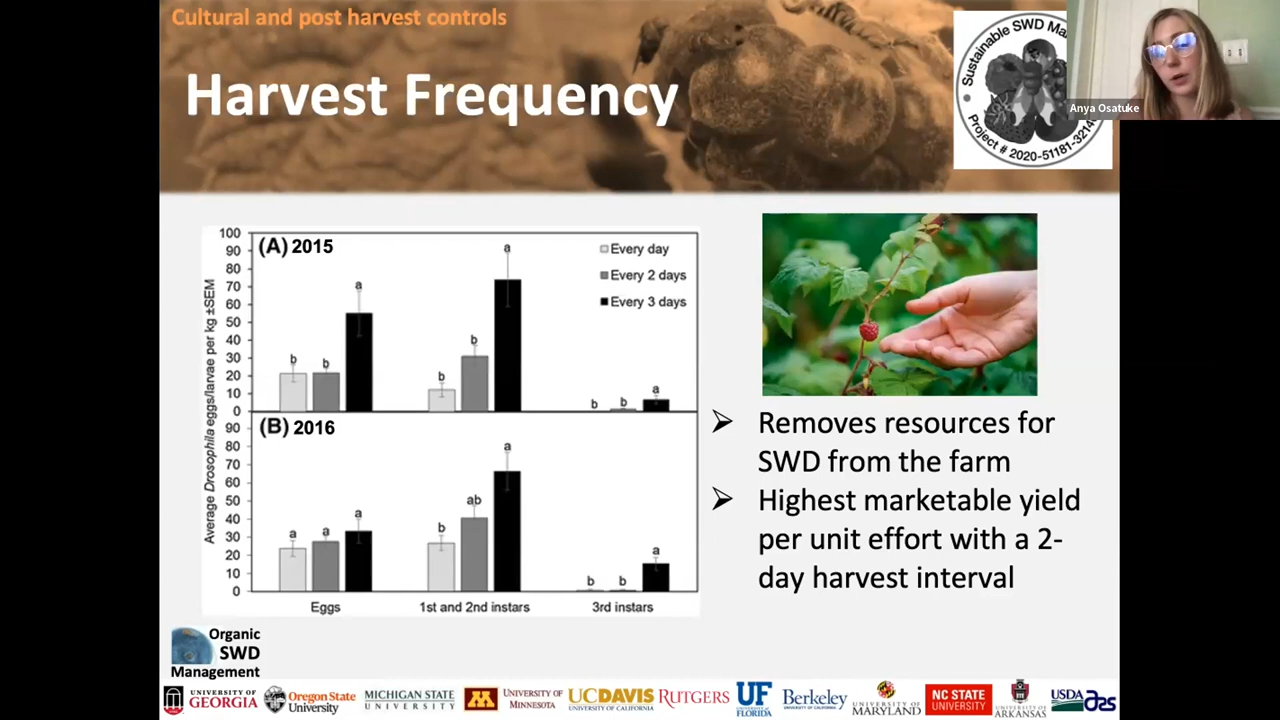 Cultural and post harvest controls
Harvest Frequency
Sustainable SWD Ma
Project # 2020-51181-3214
Anya Osatuke
100
90
80
70
60
50
40
30
20
10
0
90
80
70
60
50
40
30
20
10
0
Average Drosophila eggs/larvae per kg ±SEM
(A) 2015
Every day
Every 2 days
Every 3 days
b b a
b b a
b b a
(B) 2016
a a a
b ab a
b b a
Eggs 1st and 2nd instars 3rd instars
➢ Removes resources for
SWD from the farm
➢ Highest marketable yield
per unit effort with a 2-
day harvest interval
Organic
SWD
Management
UNIVERSITY OF
GEORGIA
Oregon State
University
MICHIGAN STATE
UNIVERSITY
M
UNIVERSITY OF
MINNESOTA
UCDAVIS
UNIVERSITY OF CALIFORNIA
RUTGERS
UF
UNIVERSITY of
FLORIDA
Berkeley
UNIVERSITY OF CALIFORNIA
UNIVERSITY OF
MARYLAND
NC STATE
UNIVERSITY
UNIVERSITY OF
ARKANSAS
USDA
ars